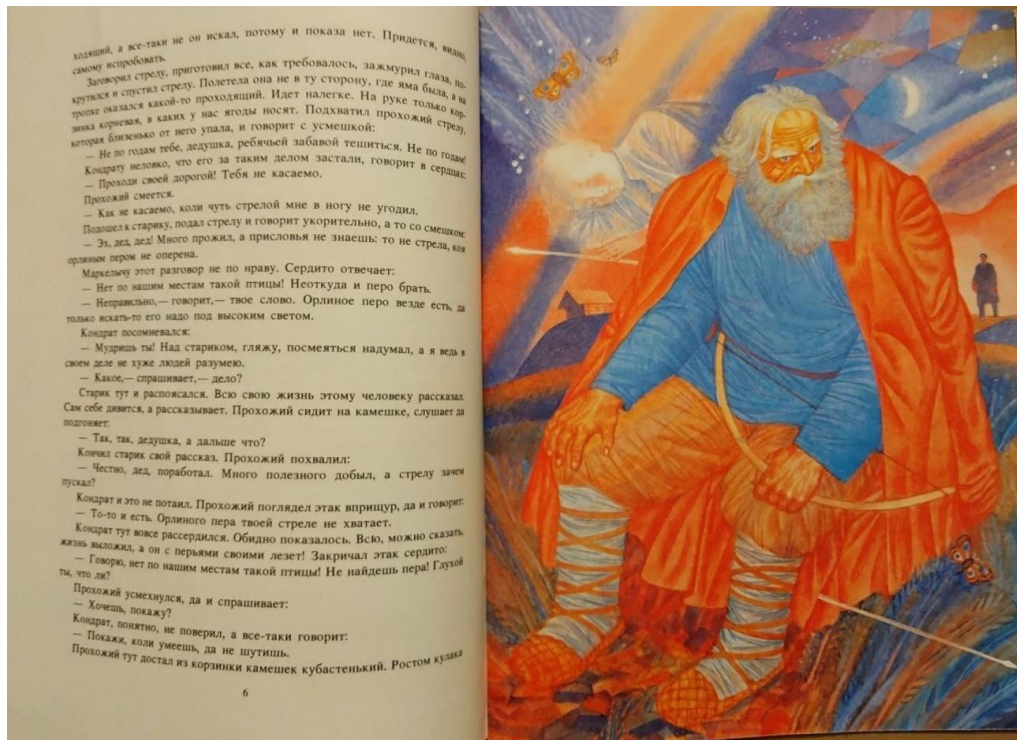 ходящий, а все-таки не он искал, потому и показа нет. Придется, видно,
самому испробовать.
Заговорил стрелу, приготовил все, как требовалось, зажмурил глаза, по-
крутился и спустил стрелу. Полетела она не в ту сторону, где яма была, а на
тропке оказался какой-то проходящий. Идет налегке. На руке только кор-
зинка корневая, в каких у нас ягоды носят. Подхватил прохожий стрелу,
которая близенько от него упала, и говорит с усмешкой:
— Не по годам тебе, дедушка, ребячьей забавой тешиться. Не по годам!
Кондрату неловко, что его за таким делом застали, говорит в сердцах:
— Проходи своей дорогой! Тебя не касаемо.
Прохожий смеется.
— Как не касаемо, коли чуть стрелой мне в ногу не угодил.
Подошел к старику, подал стрелу и говорит укорительно, а то со смешком:
— Эх, дед, дед! Много прожил, а присловья не знаешь: то не стрела, коя
орлиным пером не оперена.
Маркелычу этот разговор не по нраву. Сердито отвечает:
— Нет по нашим местам такой птицы! Неоткуда и перо брать.
— Неправильно,— говорит,— твое слово. Орлиное перо везде есть, да
только искать-то его надо под высоким светом.
Кондрат посомневался:
— Мудришь ты! Над стариком, гляжу, посмеяться надумал, а я ведь в
своем деле не хуже людей разумею.
— Какое,— спрашивает,— дело?
Старик тут и распоясался. Всю свою жизнь этому человеку рассказал.
Сам себе дивится, а рассказывает. Прохожий сидит на камешке, слушает да
подгоняет:
— Так, так, дедушка, а дальше что?
Кончил старик свой рассказ. Прохожий похвалил:
— Честно, дед, поработал. Много полезного добыл, а стрелу зачем
пускал?
Кондрат и это не потаил. Прохожий поглядел этак вприщур, да и говорит:
— То-то и есть. Орлиного пера твоей стреле не хватает.
Кондрат тут вовсе рассердился. Обидно показалось. Всю, можно сказать,
жизнь выложил, а он с перьями своими лезет! Закричал этак сердито:
— Говорю, нет по нашим местам такой птицы! Не найдешь пера! Глухой
ты, что ли?
Прохожий усмехнулся, да и спрашивает:
— Хочешь, покажу?
Кондрат, понятно, не поверил, а все-таки говорит:
— Покажи, коли умеешь, да не шутишь.
Прохожий тут достал из корзинки камешек кубастенький. Ростом кулака
6